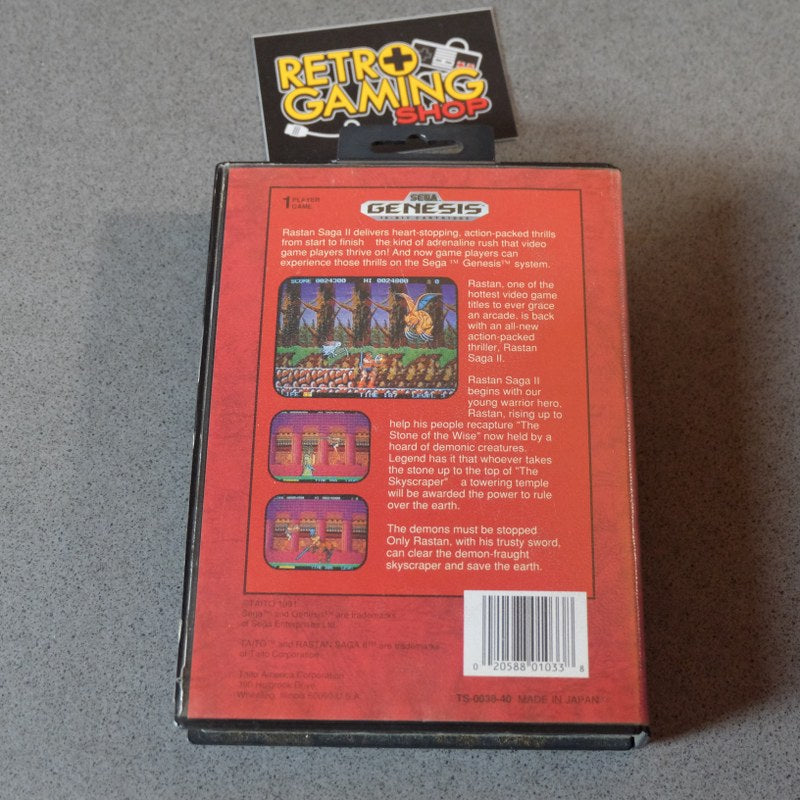 RETRO
GAMING
SHOP
1 PLAYER
GAME
SEGA
GENESIS
16-BIT CARTRIDGE
Rastan Saga II delivers heart-stopping, action-packed thrills
from start to finish the kind of adrenaline rush that video
game players thrive on! And now game players can
experience those thrills on the Sega™ Genesis™ system.
SCORE 0024300 HI 0024000 0
Rastan, one of the
hottest video game
titles to ever grace
an arcade. is back
with an all-new
action-packed
thriller, Rastan
Saga II.
Rastan Saga II
begins with our
young warrior hero.
Rastan, rising up to
help his people recapture "The
Stone of the Wise" now held by a
hoard of demonic creatures.
Legend has it that whoever takes
the stone up to the top of "The
Skyscraper" a towering temple
will be awarded the power to rule
over the earth.
The demons must be stopped
Only Rastan, with his trusty sword,
can clear the demon-fraught
skyscraper and save the earth.
©TAITO 1991
Sega™ and Genesis™ are trademarks
of Sega Enterprises Ltd.
TAITO™ and RASTAN SAGA II™ are trademarks
of Taito Corporation
Taito America Corporation
390 Holbrook Drive
Wheeling, Illinois 60090 U.S.A.
0 20588 01033 8
TS-0038-40 MADE IN JAPAN